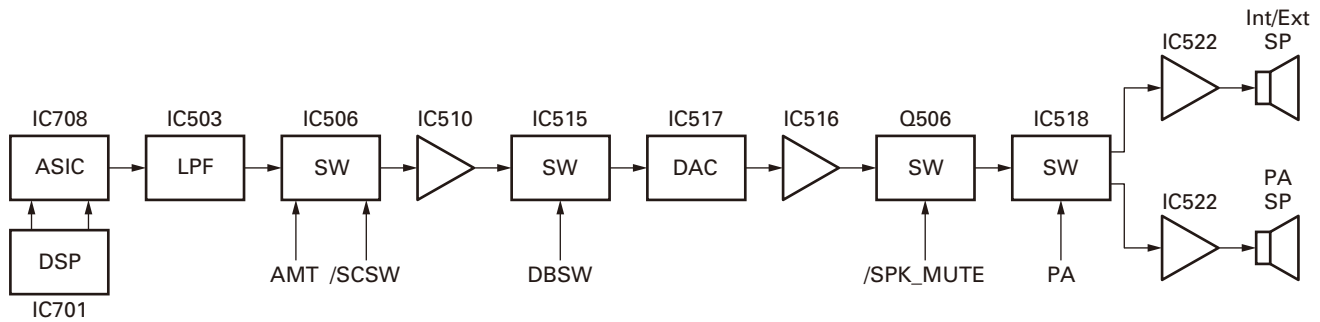 Int/Ext
SP
IC522
IC708
IC503
IC506
IC510
IC515
IC517
IC516
Q506
IC518
ASIC
LPF
SW
SW
DAC
SW
SW
PA
SP
IC522
DSP
IC701
AMT
/SCSW
DBSW
/SPK_MUTE
PA